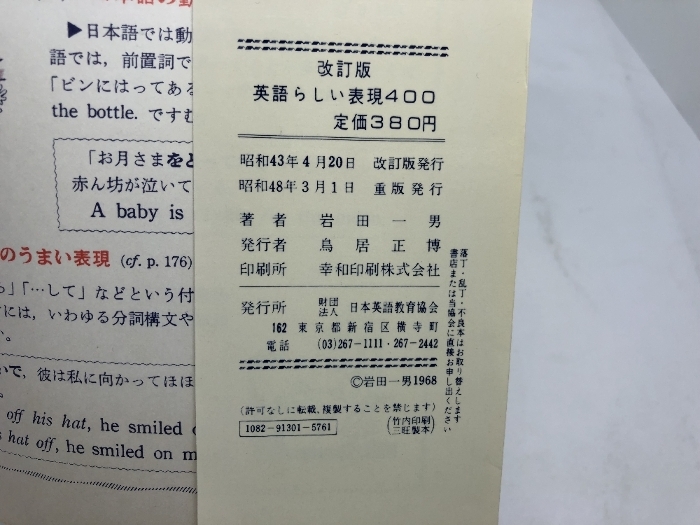 本語の動
▶日本語では動
語では，前置詞で
「ビンにはってある
the bottle. ですむ
「お月さまをと
赤ん坊が泣いて
A baby is
のうまい表現 (cf. p. 176)
」「…して」などという付
には，いわゆる分詞構文や
いで，彼は私に向かってほほ
off his hat, he smiled
hat off, he smiled on m
改訂版
英語らしい表現400
定価380円
昭和43年4月20日 改訂版発行
昭和48年3月1日 重版発行
著者 岩田一男
発行者 鳥居正博
印刷所 幸和印刷株式会社
発行所 財団法人 日本英語教育協会
162 東京都新宿区横寺町
電話 (03)267-1111・267-2442
©岩田一男1968
(許可なしに転載、複製することを禁じます)
1082-91301-5761
(竹内印刷
三旺製本)
落丁・乱丁・不良本はお取り替えします
書店または当協会に直接お申し出ください